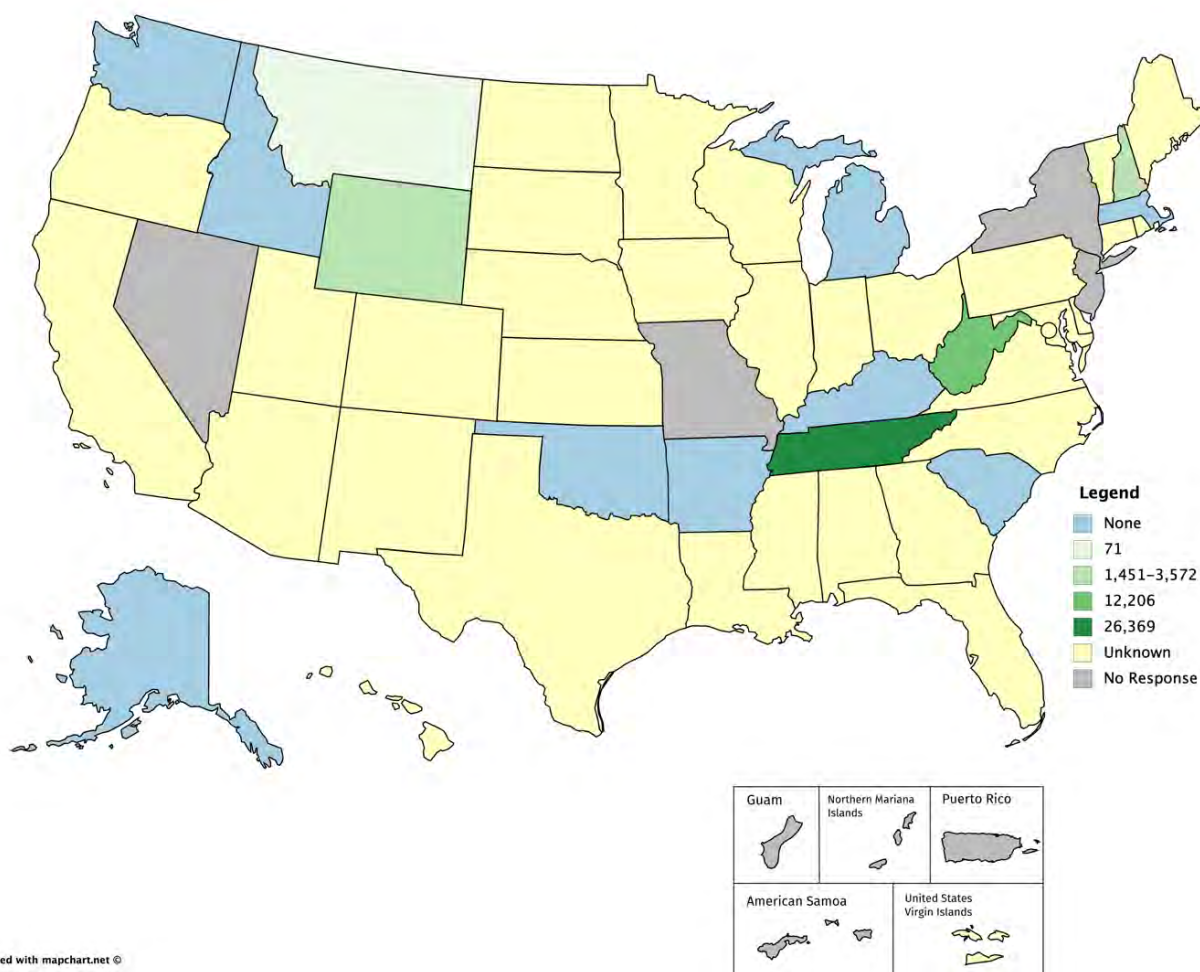 Legend
None
71
1,451–3,572
12,206
26,369
Unknown
No Response
Guam
Northern Mariana
Islands
Puerto Rico
American Samoa
United States
Virgin Islands
ed with mapchart.net ©